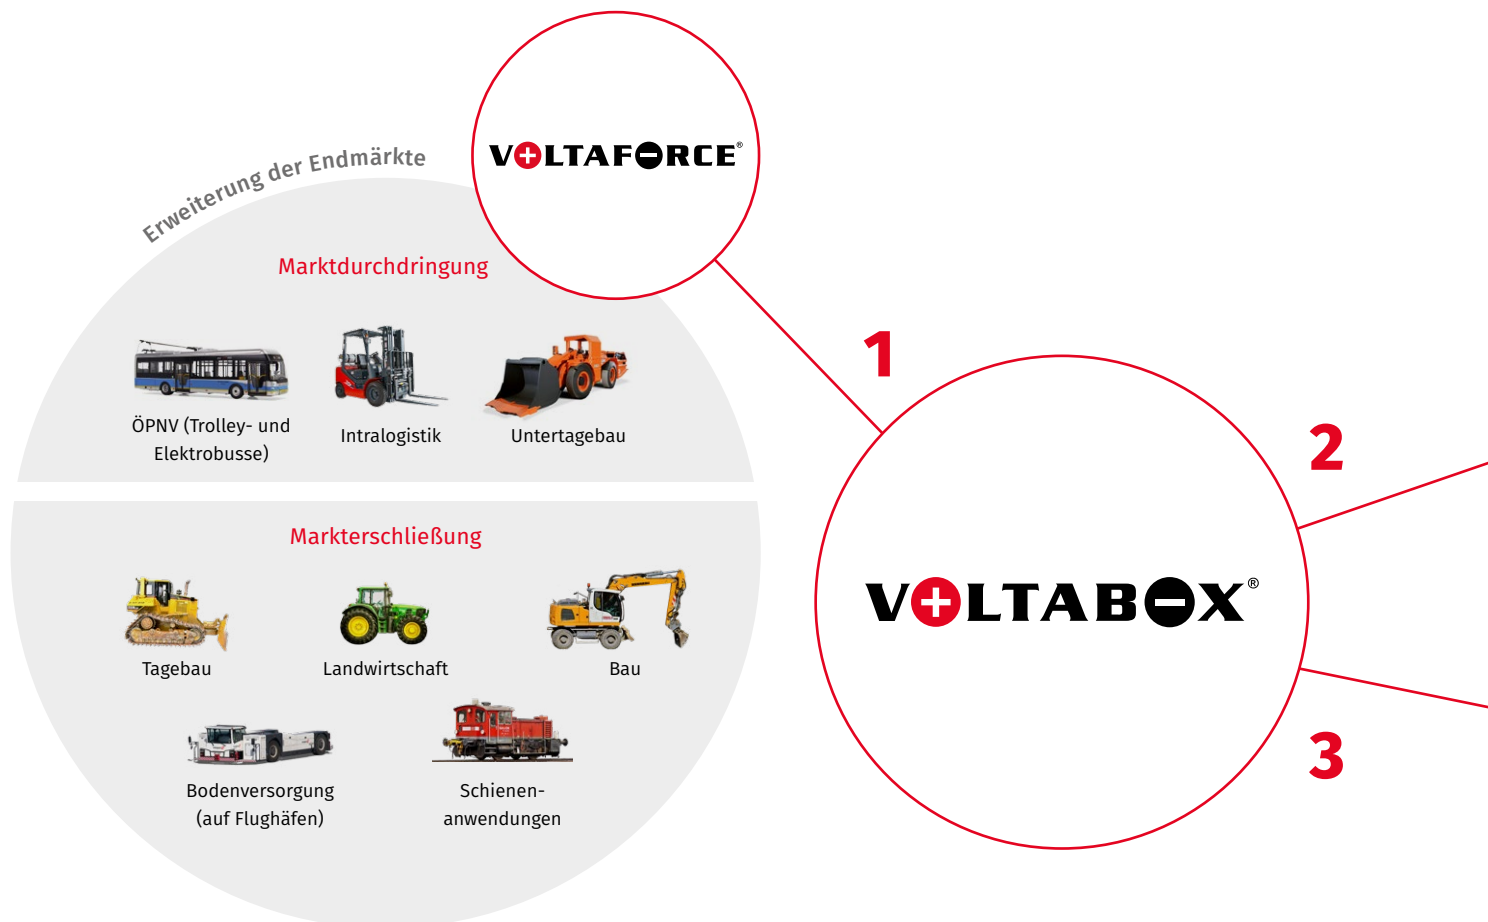 VOLTAFORCE®
Erweiterung der Endmärkte
Marktdurchdringung
ÖPNV (Trolley- und
Elektrobusse)
Intralogistik
Untertagebau
Markterschließung
Tagebau
Landwirtschaft
Bau
Bodenversorgung
(auf Flughäfen)
Schienen-
anwendungen
1
2
VOLTABOX®
3